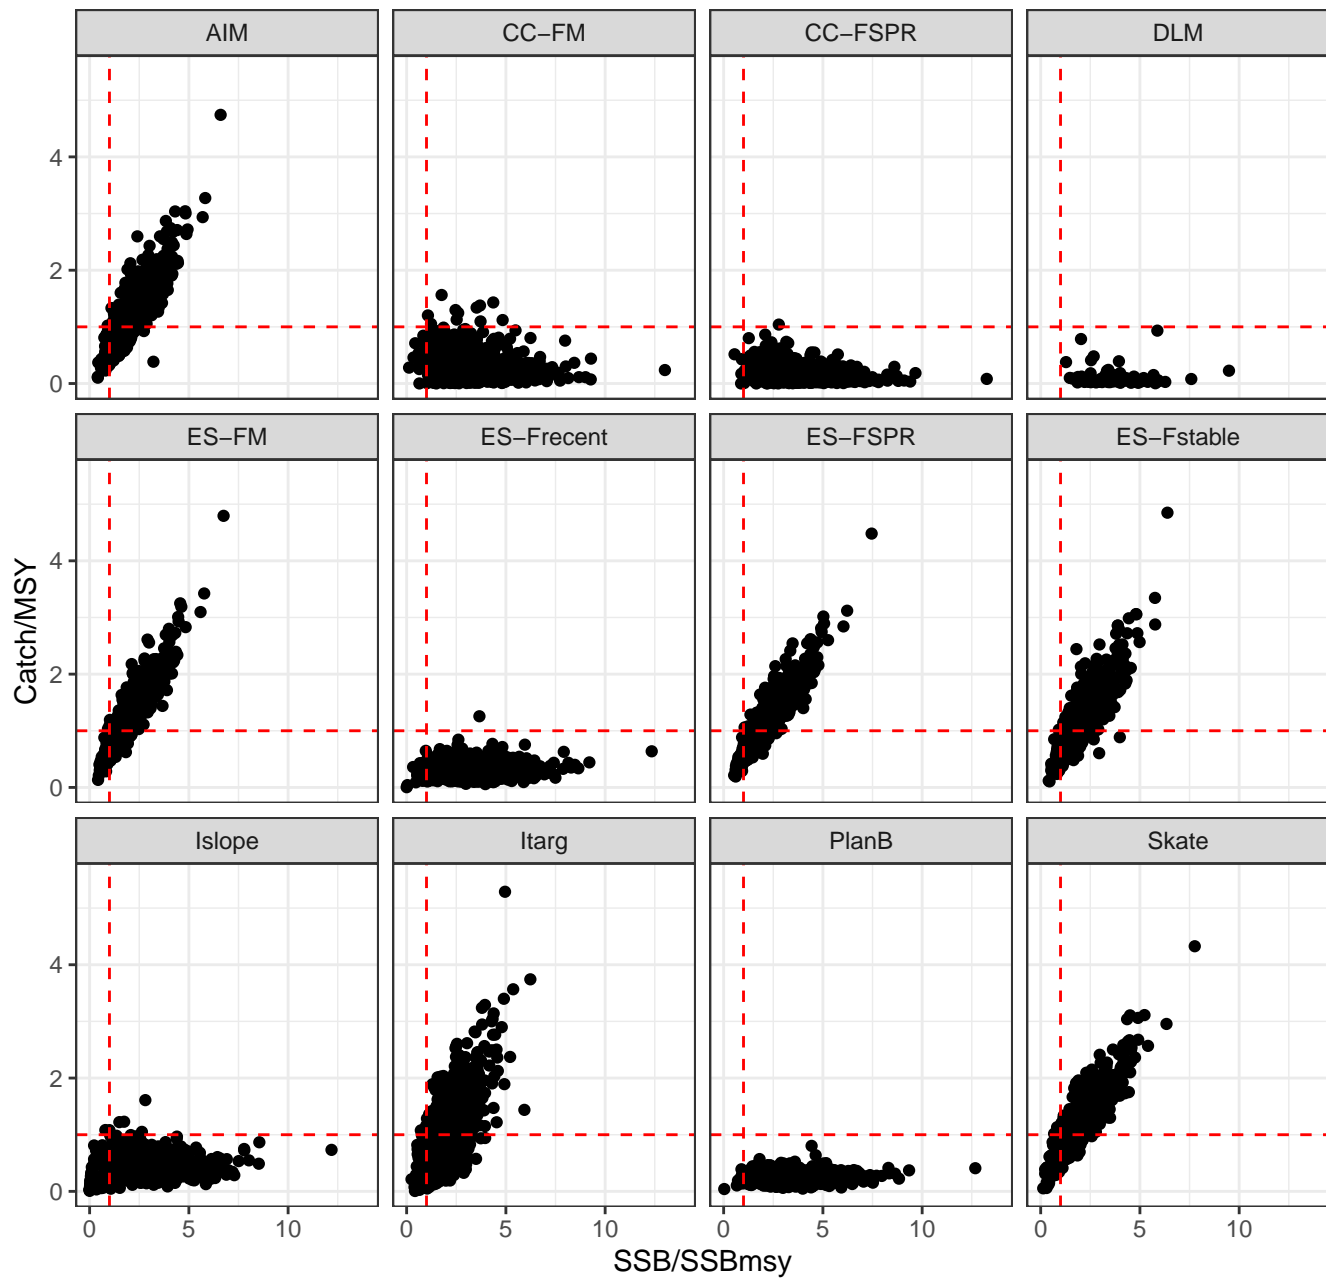 AIM CC−FM CC−FSPR DLM
4
2
0
ES−FM ES−Frecent ES−FSPR ES−Fstable
4
2
0
Catch/MSY
Islope Itarg PlanB Skate
4
2
0
0 5 10 0 5 10 0 5 10 0 5 10
SSB/SSBmsy